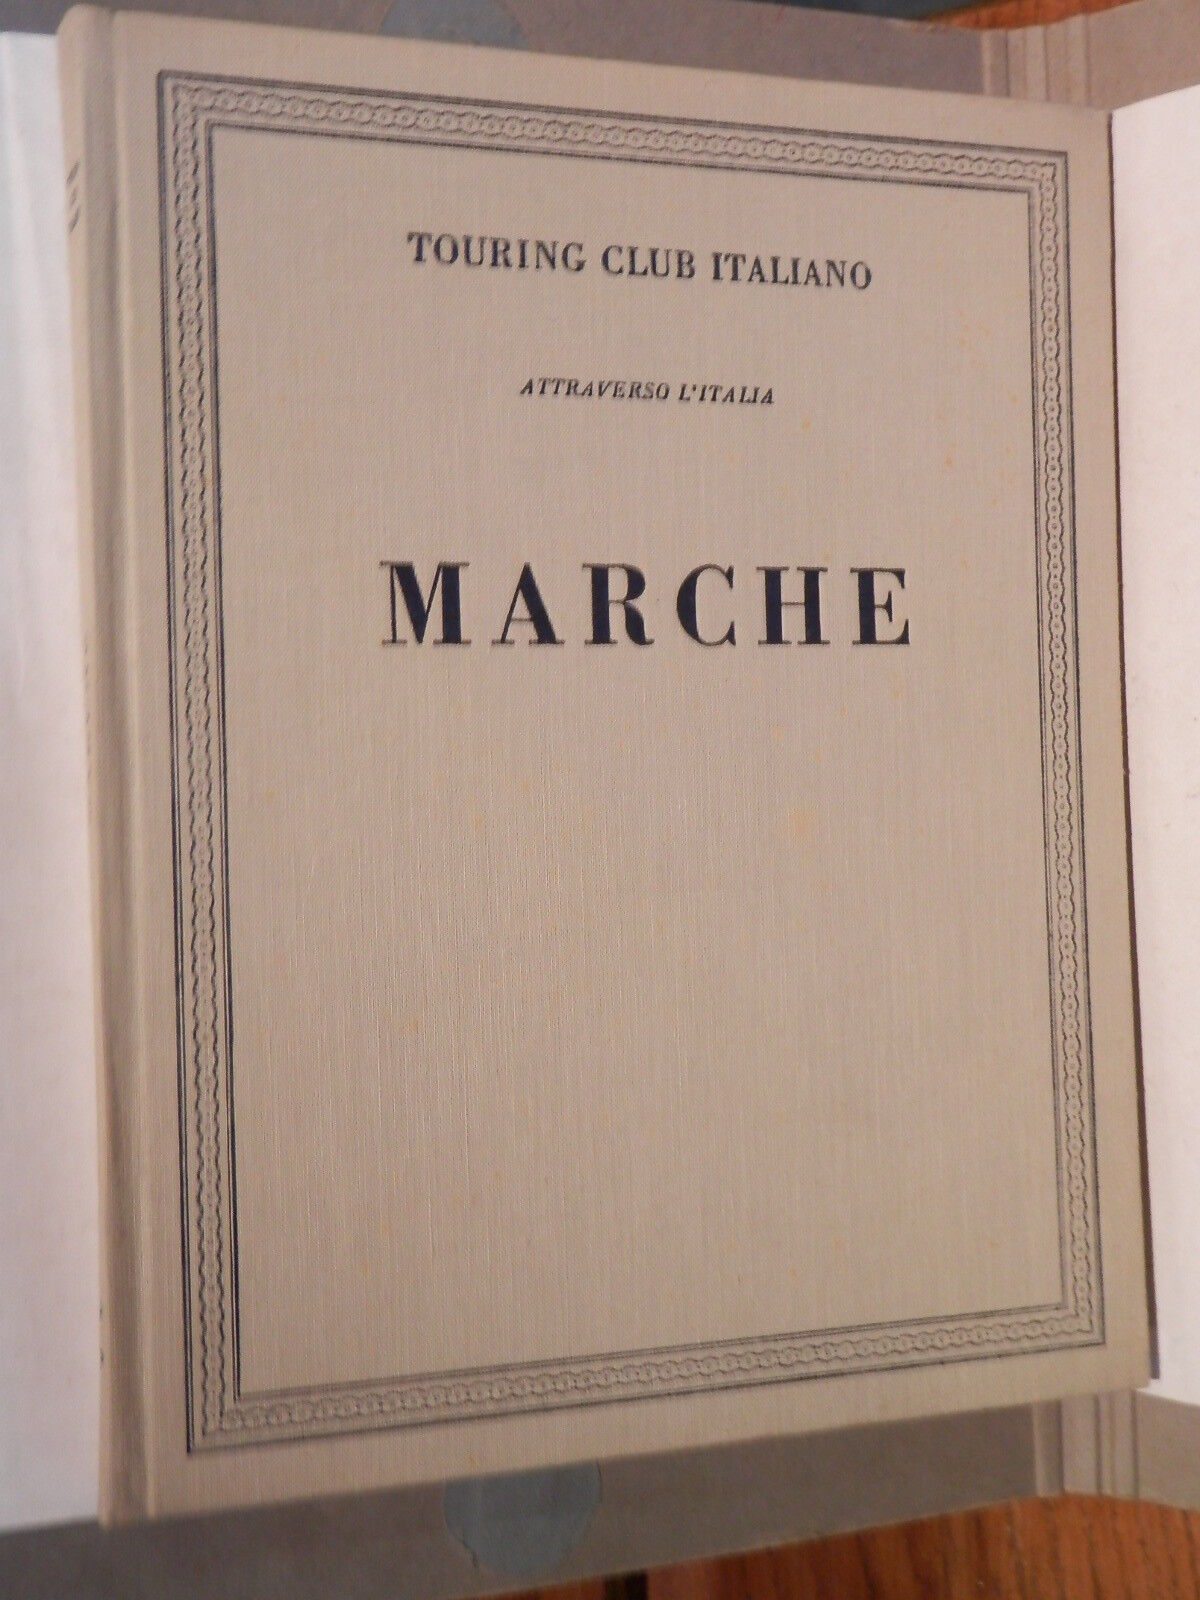 TOURING CLUB ITALIANO
ATTRAVERSO L'ITALIA
MARCHE